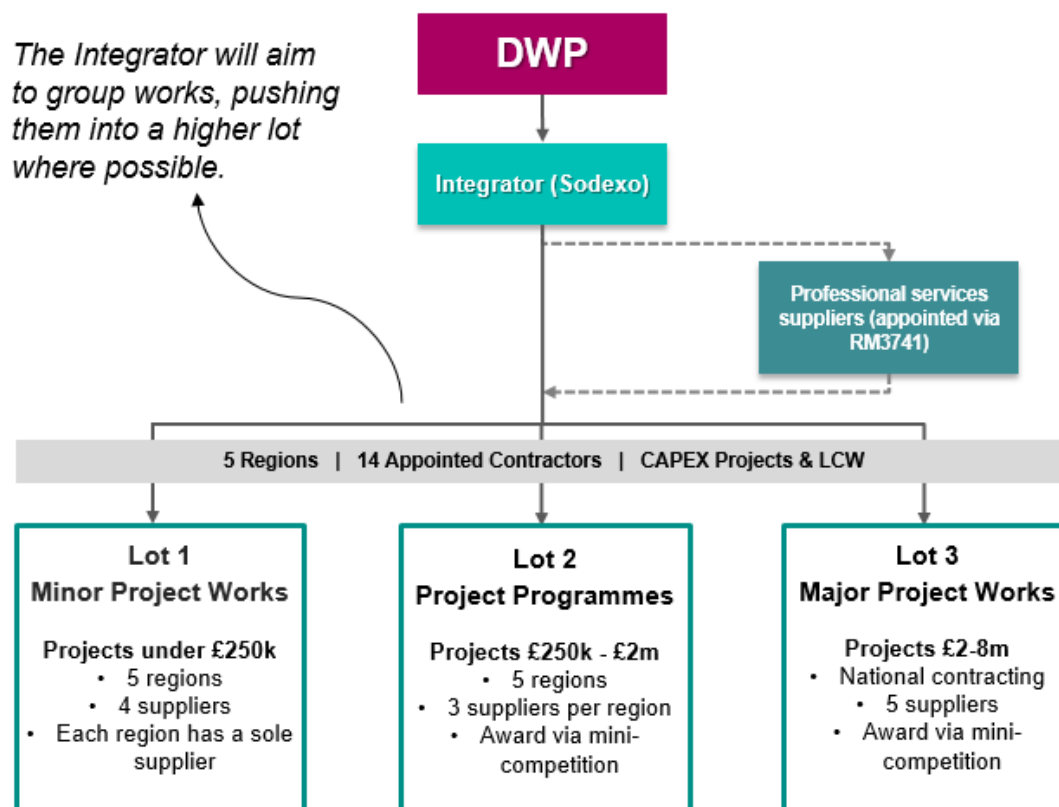 The Integrator will aim
to group works, pushing
them into a higher lot
where possible.
DWP
Integrator (Sodexo)
Professional services
suppliers (appointed via
RM3741)
5 Regions | 14 Appointed Contractors | CAPEX Projects & LCW
Lot 1
Minor Project Works
Projects under £250k
• 5 regions
• 4 suppliers
• Each region has a sole
supplier
Lot 2
Project Programmes
Projects £250k - £2m
• 5 regions
• 3 suppliers per region
• Award via mini-
competition
Lot 3
Major Project Works
Projects £2-8m
• National contracting
• 5 suppliers
• Award via mini-
competition